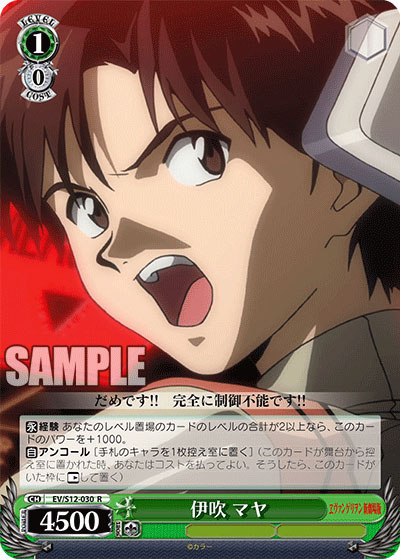 LEVEL
1
0
COST
SAMPLE
だめです!! 完全に制御不能です!!
永 経験 あなたのレベル置場のカードのレベルの合計が2以上なら、このカードのパワーを+1000。
自 アンコール [手札のキャラを1枚控え室に置く] (このカードが舞台から控え室に置かれた時、あなたはコストを払ってよい。そうしたら、このカードがいた枠に置く)
CH EV/S12-030 R
POWER
4500
伊吹 マヤ
ヱヴァンゲリヲン新劇場版
©カラー